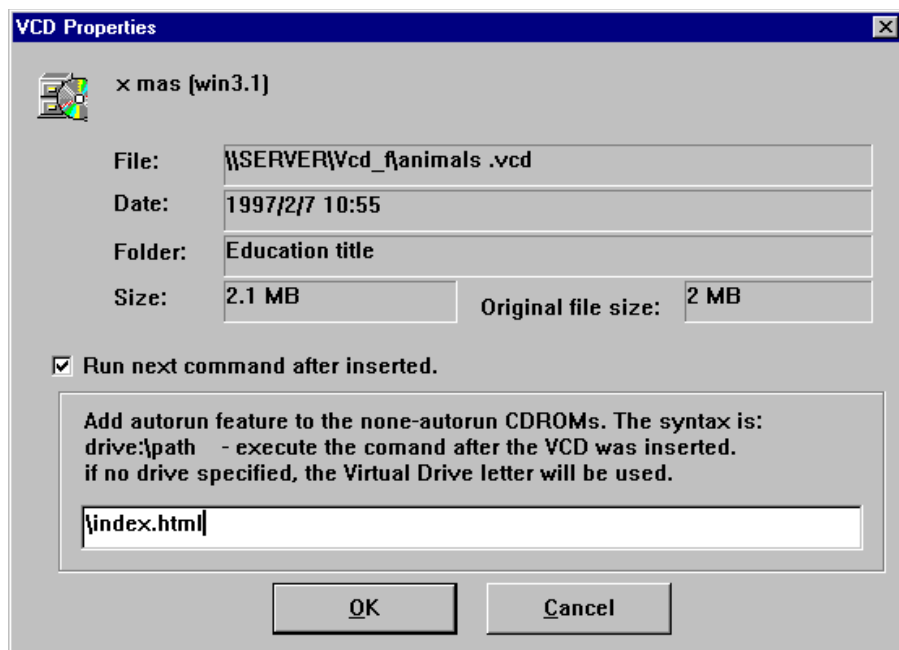 VCD Properties
x mas (win3.1)
File: \\SERVER\Vcd_f\animals .vcd
Date: 1997/2/7 10:55
Folder: Education title
Size: 2.1 MB Original file size: 2 MB
Run next command after inserted.
Add autorun feature to the none-autorun CDROMs. The syntax is:
drive:\path - execute the comand after the VCD was inserted.
if no drive specified, the Virtual Drive letter will be used.
\index.html
OK Cancel